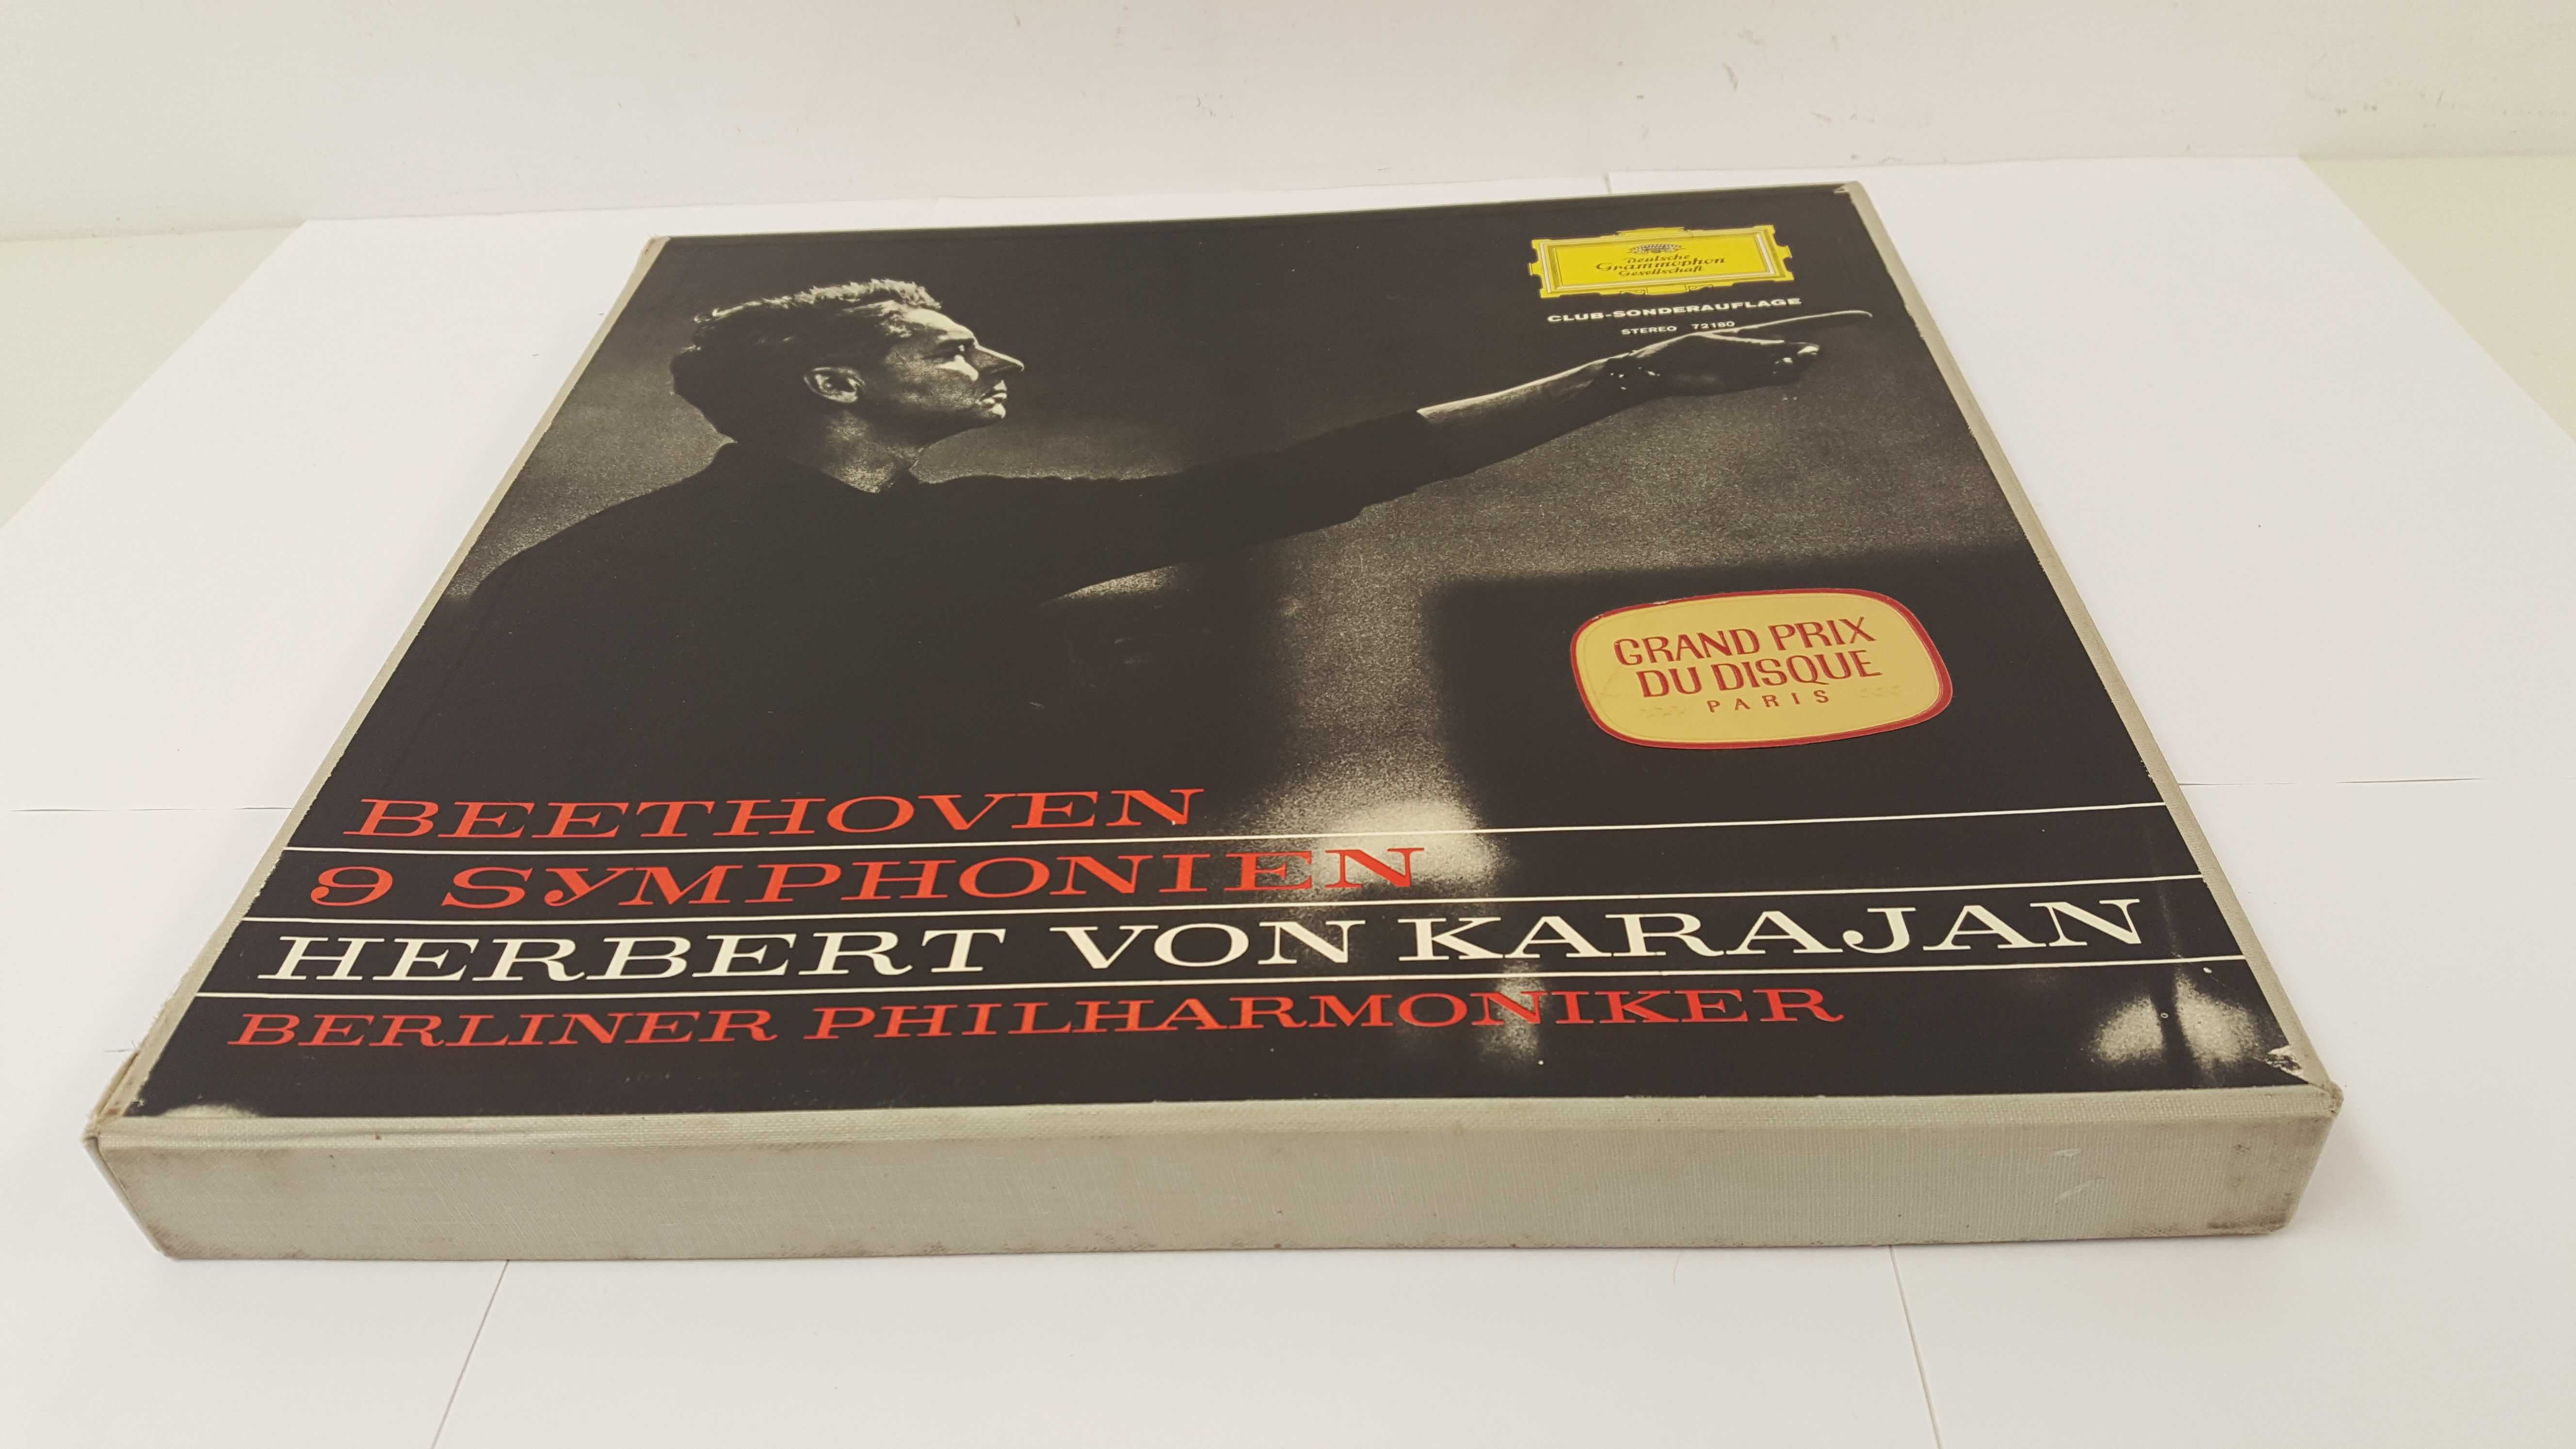 Deutsche
Grammophon
Gesellschaft
CLUB-SONDERAUFLAGE
STEREO 72180
GRAND PRIX
DU DISQUE
PARIS
BEETHOVEN
9 SYMPHONIEN
HERBERT VON KARAJAN
BERLINER PHILHARMONIKER